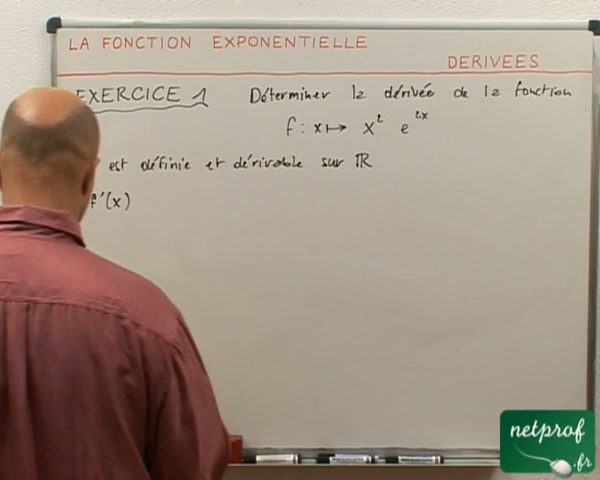 LA FONCTION EXPONENTIELLE
DERIVEES
EXERCICE 1 Déterminer la dérivée de la fonction
f : x ↦ x² e²ˣ
est définie et dérivable sur ℝ
f'(x)
netprof
.fr